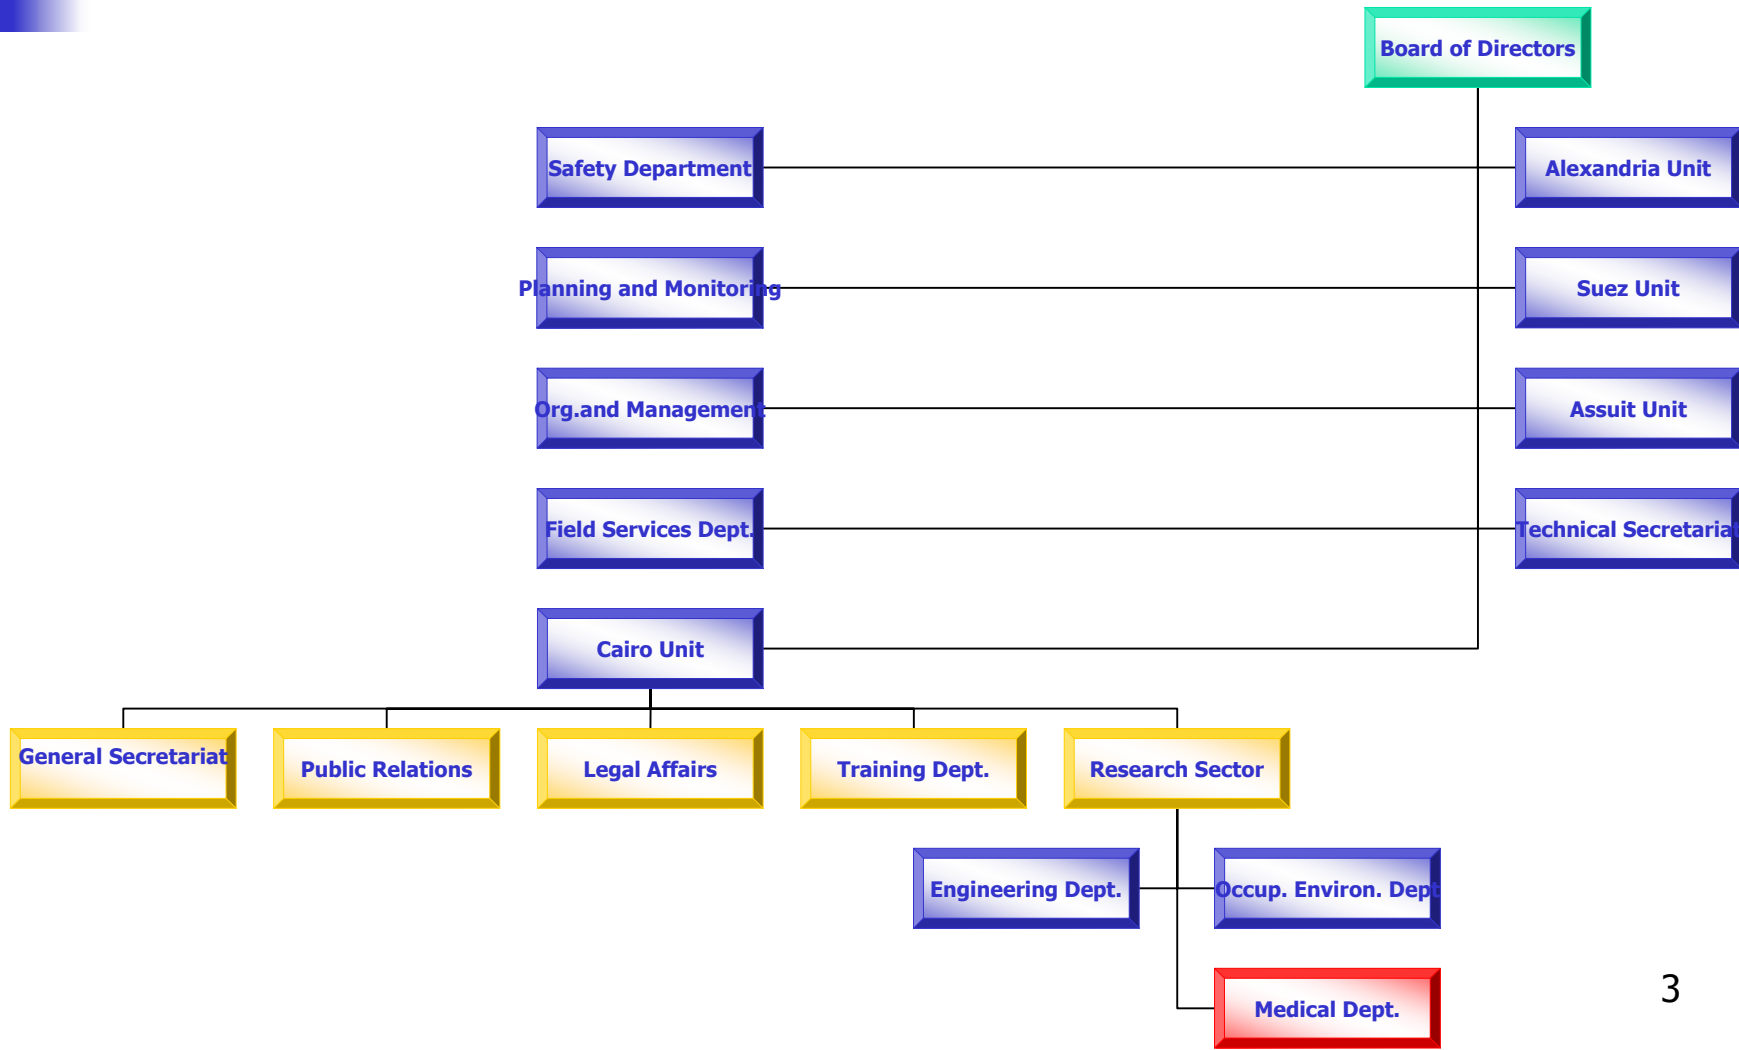 Board of Directors
Safety Department
Alexandria Unit
Planning and Monitoring
Suez Unit
Org.and Management
Assuit Unit
Field Services Dept.
Technical Secretariat
Cairo Unit
General Secretariat
Public Relations
Legal Affairs
Training Dept.
Research Sector
Engineering Dept.
Occup. Environ. Dept
Medical Dept.
3